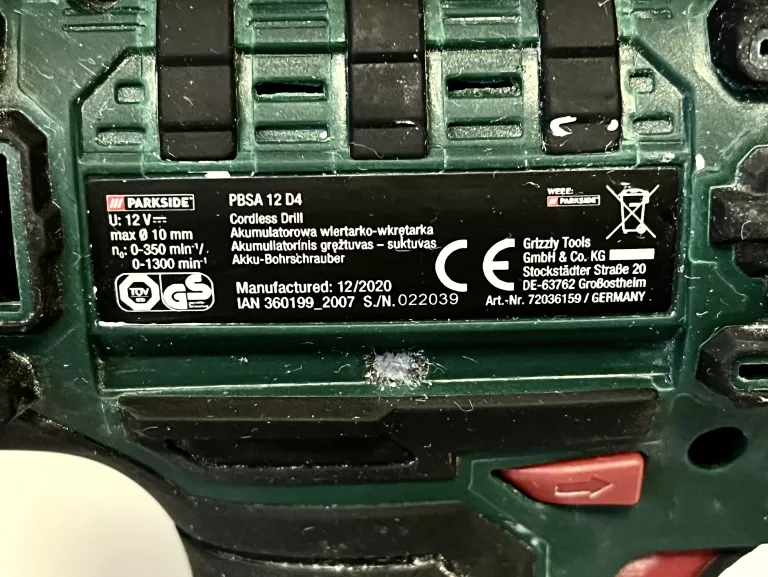 PARKSIDE
U: 12 V⎓
max Ø 10 mm
n₀: 0-350 min⁻¹/
0-1300 min⁻¹
TÜV
GS
PBSA 12 D4
Cordless Drill
Akumulatorowa wiertarko-wkrętarka
Akumuliatorinis gręžtuvas – suktuvas
Akku-Bohrschrauber
Manufactured: 12/2020
IAN 360199_2007 S./N. 022039
CE
WEEE:
PARKSIDE
Grizzly Tools
GmbH & Co. KG
Stockstädter Straße 20
DE-63762 Großostheim
Art.-Nr. 72036159 / GERMANY